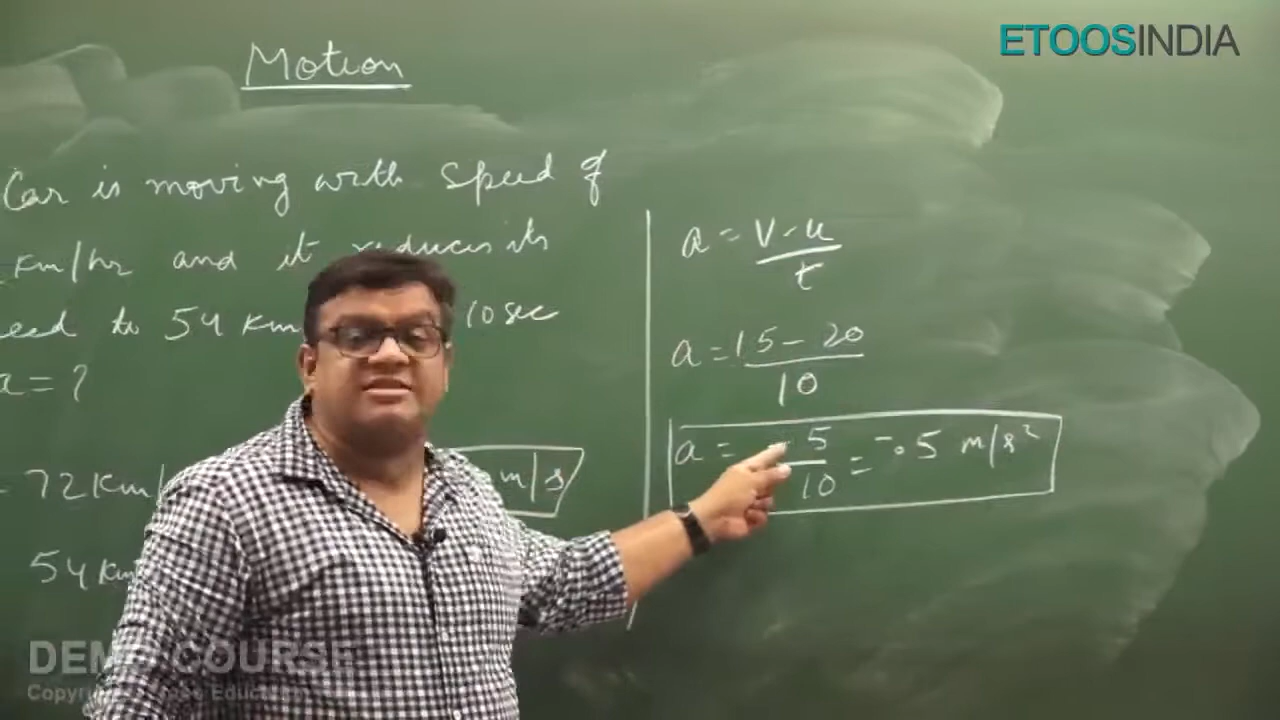 ETOOSINDIA
Motion
Car is moving with speed of
km/hr and it reduces its
to 54 km 10 sec
a = ?
72 km/ m/s
54 km
a = v-u/t
a = 15 - 20/10
a = -5/10 = -.5 m/s²
DEMO COURSE